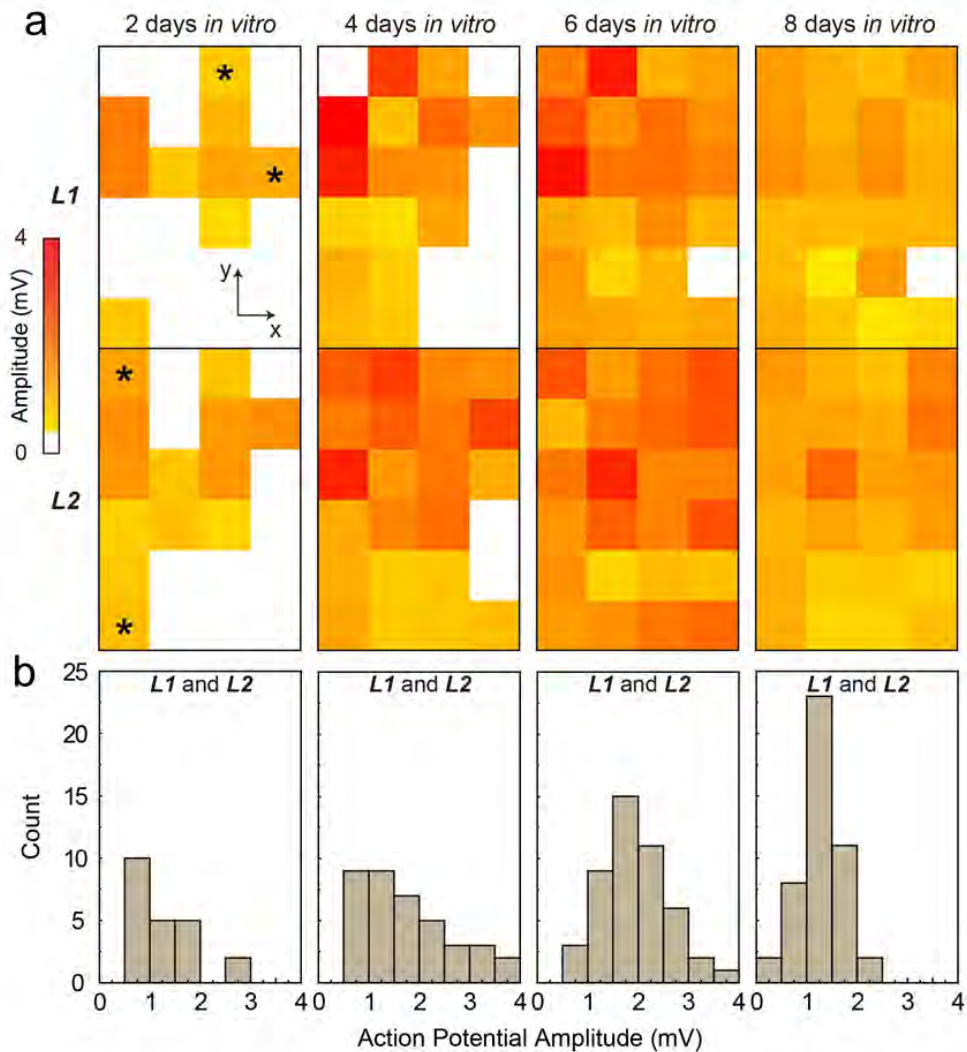 a
2 days in vitro 4 days in vitro 6 days in vitro 8 days in vitro
*
*
L1
4
Amplitude (mV)
0
y
x
*
L2
*
b
L1 and L2 L1 and L2 L1 and L2 L1 and L2
25
20
15
10
5
0
Count
0 1 2 3 4 0 1 2 3 4 0 1 2 3 4 0 1 2 3 4
Action Potential Amplitude (mV)